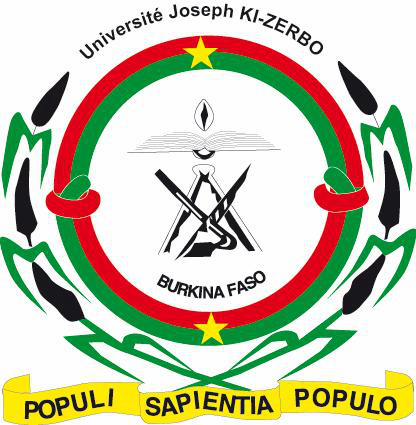 Université Joseph KI-ZERBO
BURKINA FASO
POPULI SAPIENTIA POPULO